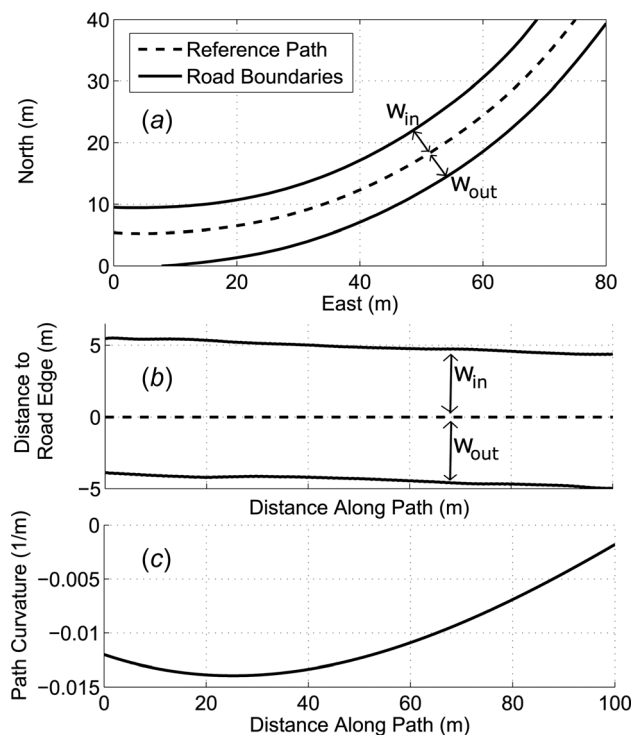 40
30
20
10
0
North (m)
Reference Path
Road Boundaries
(a)
W_in
W_out
0
20
40
60
80
East (m)
5
0
−5
Distance to
Road Edge (m)
(b)
W_in
W_out
Distance Along Path (m)
0
−0.005
−0.01
−0.015
Path Curvature (1/m)
(c)
0
20
40
60
80
100
Distance Along Path (m)